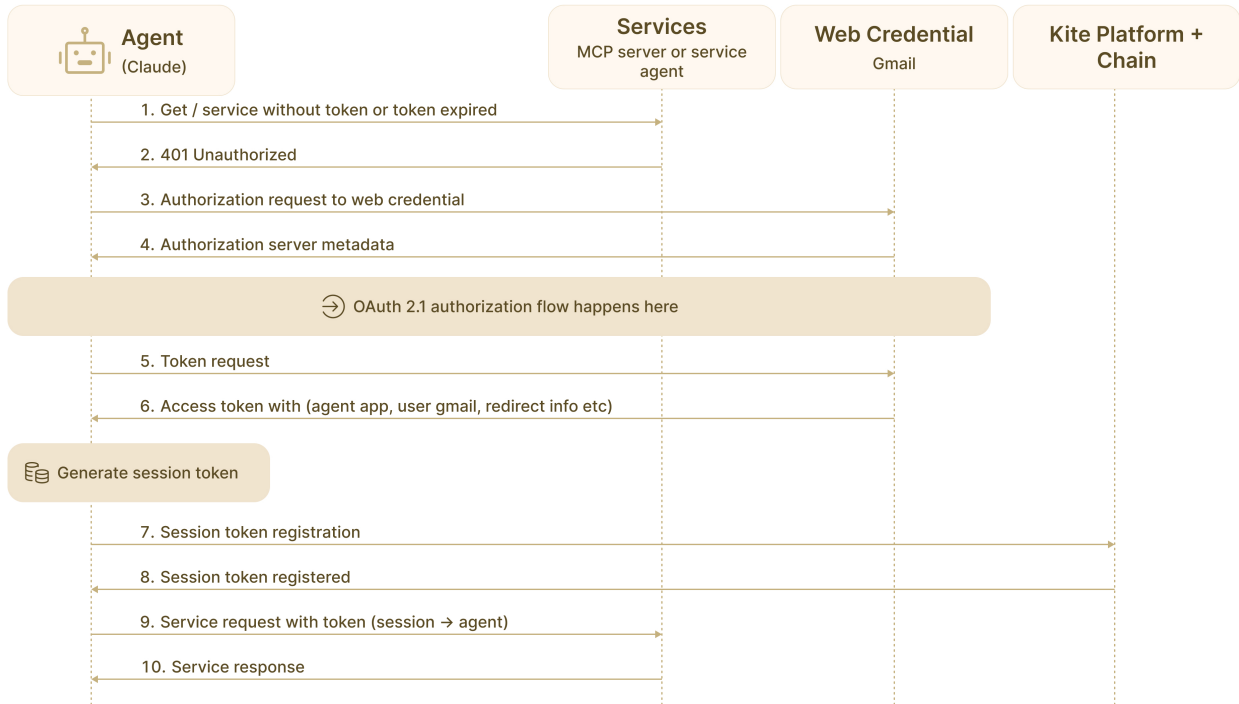 Agent
(Claude)
Services
MCP server or service
agent
Web Credential
Gmail
Kite Platform +
Chain
1. Get / service without token or token expired
2. 401 Unauthorized
3. Authorization request to web credential
4. Authorization server metadata
OAuth 2.1 authorization flow happens here
5. Token request
6. Access token with (agent app, user gmail, redirect info etc)
Generate session token
7. Session token registration
8. Session token registered
9. Service request with token (session → agent)
10. Service response